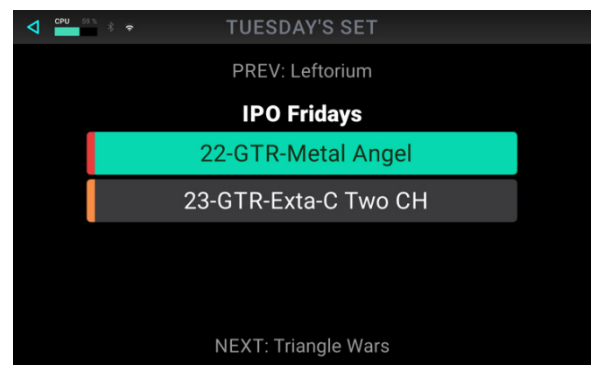 CPU 58 % TUESDAY'S SET
PREV: Leftorium
IPO Fridays
22-GTR-Metal Angel
23-GTR-Exta-C Two CH
NEXT: Triangle Wars